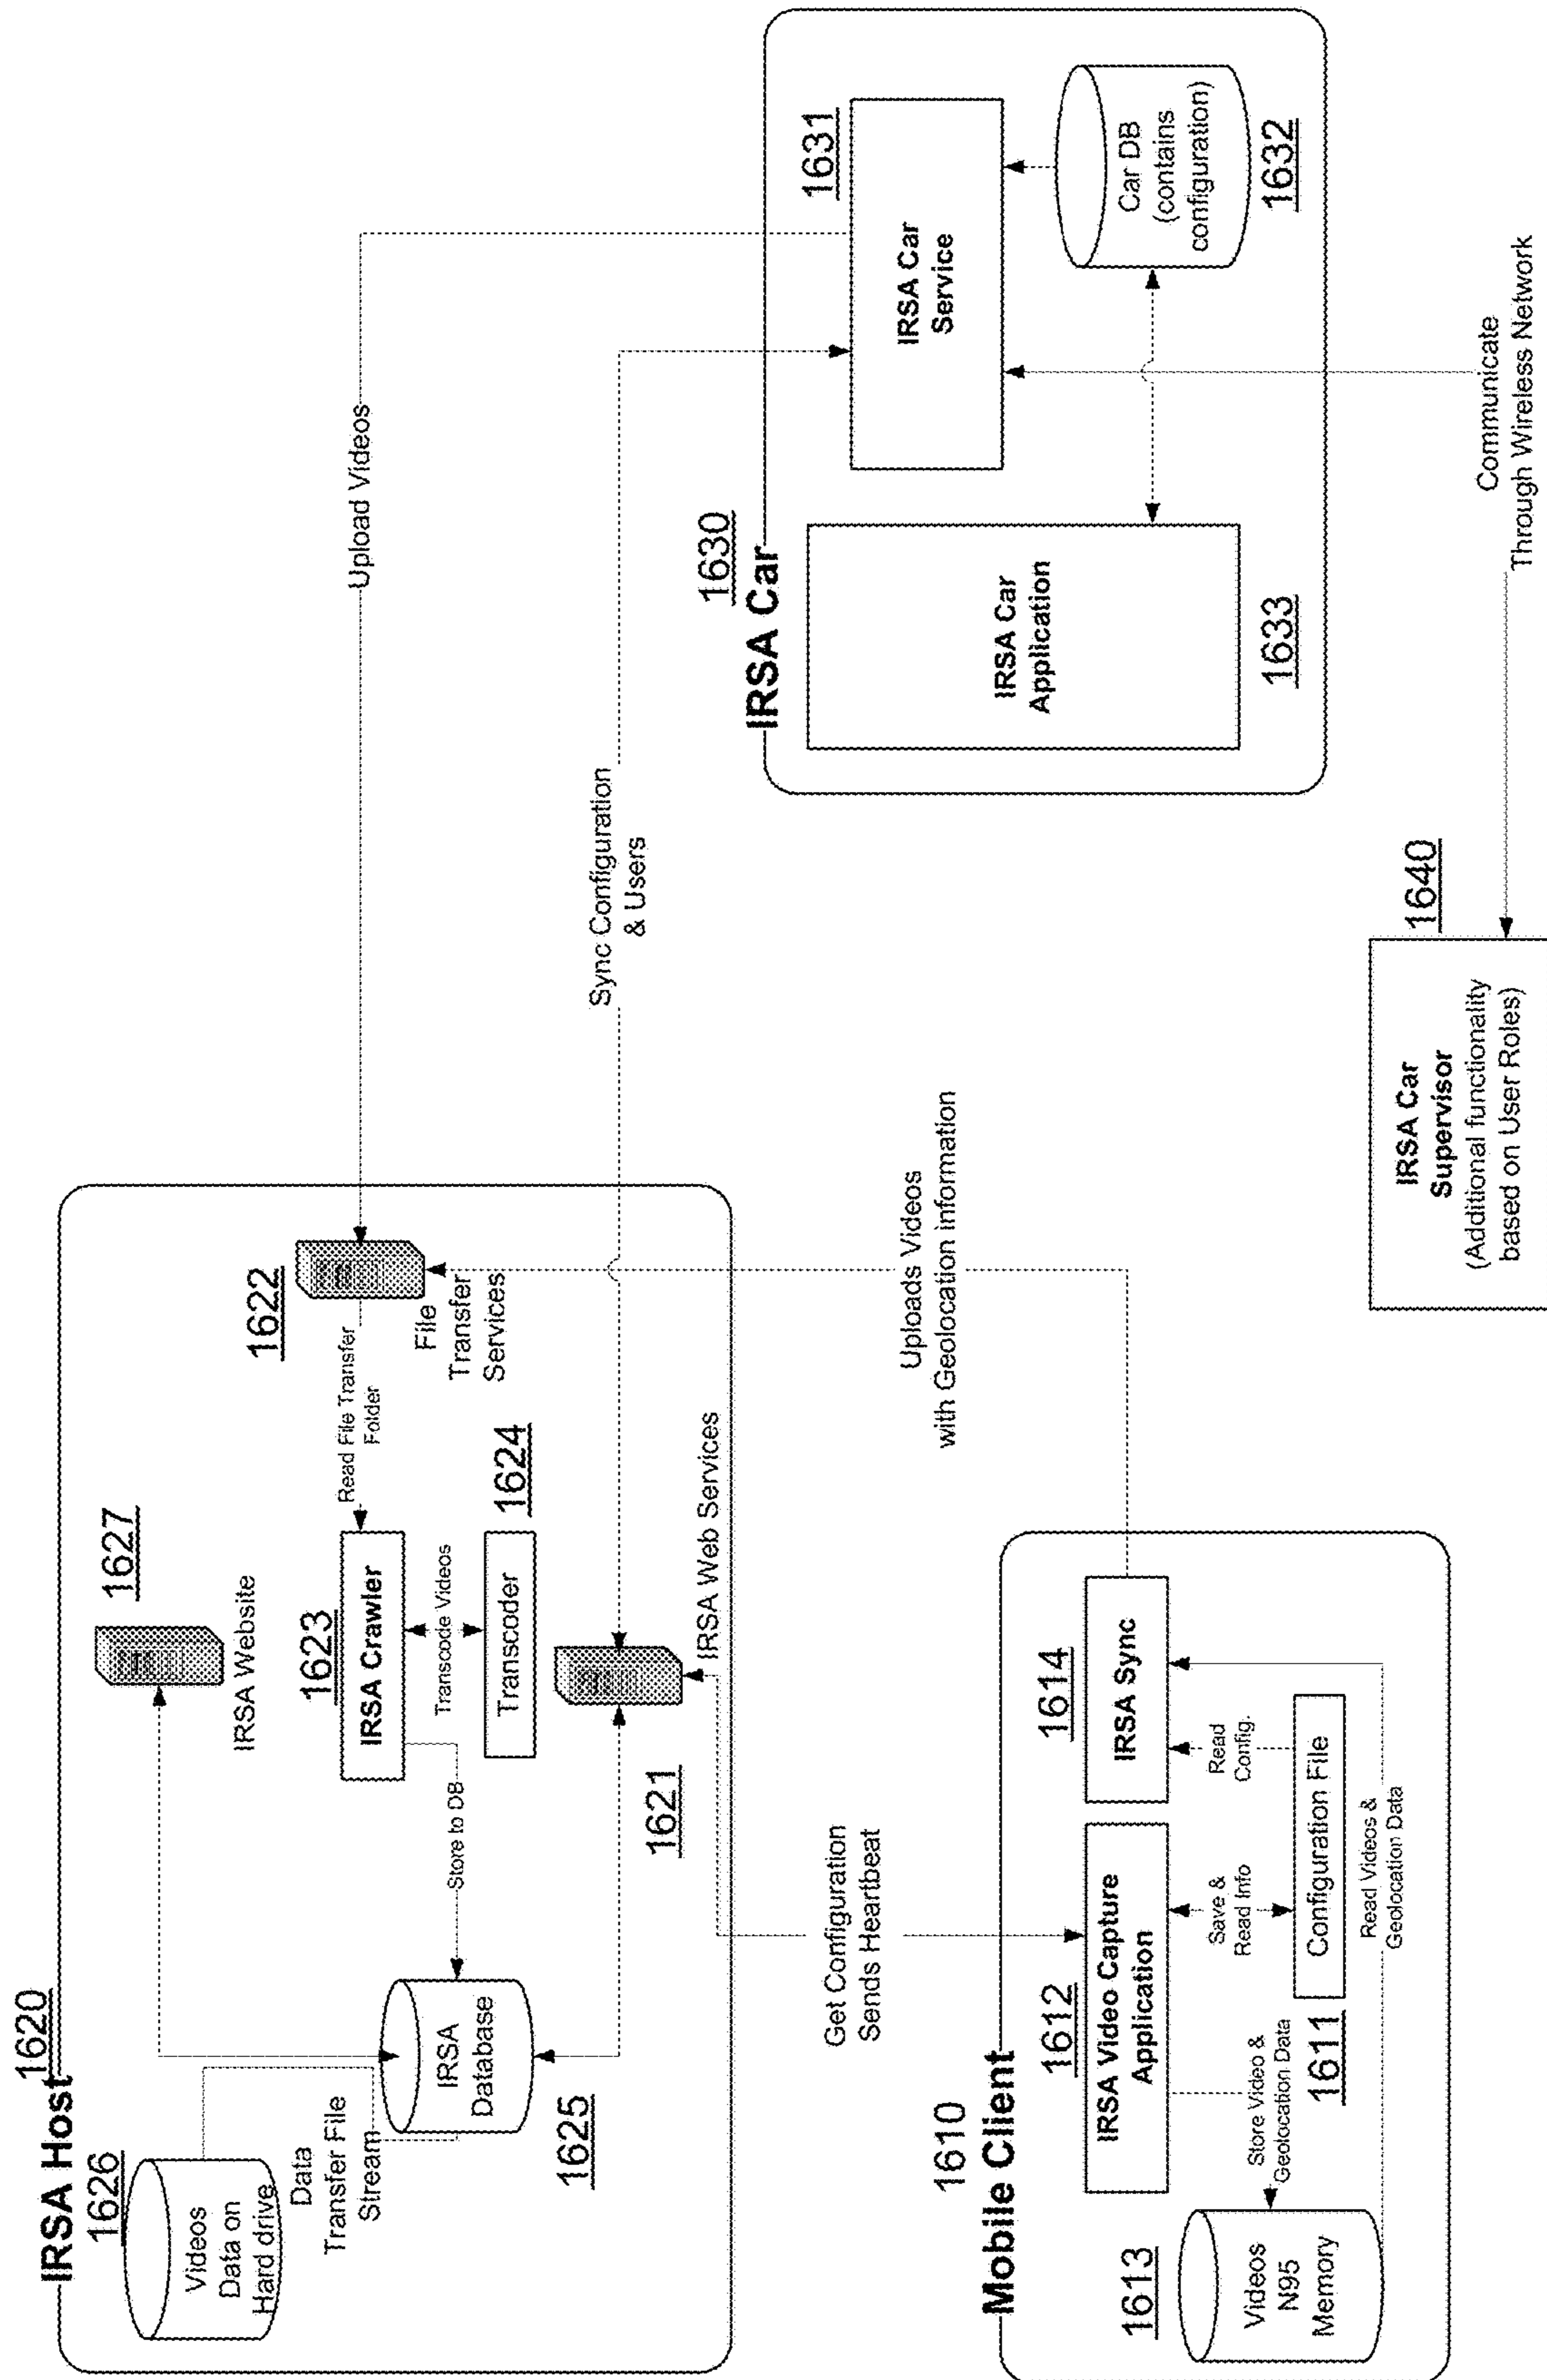 1620
IRSA Host
1626
Videos
Data on
Hard drive
Data
Transfer File
Stream
IRSA
Database
1625
Store to DB
1627
IRSA Website
1623
IRSA Crawler
Transcode Videos
Transcoder
1624
1621
IRSA Web Services
Read File Transfer
Folder
1622
File
Transfer
Services
Upload Videos
Sync Configuration
& Users
Get Configuration
Sends Heartbeat
Uploads Videos
with Geolocation information
1610
Mobile Client
1613
Videos
N95
Memory
1612
IRSA Video Capture
Application
Store Video &
Geolocation Data
Save &
Read Info
1611
Configuration File
1614
IRSA Sync
Read
Config.
Read Videos &
Geolocation Data
1630
IRSA Car
IRSA Car
Application
1633
1631
IRSA Car
Service
Car DB
(contains
configuration)
1632
Communicate
Through Wireless Network
1640
IRSA Car
Supervisor
(Additional functionality
based on User Roles)